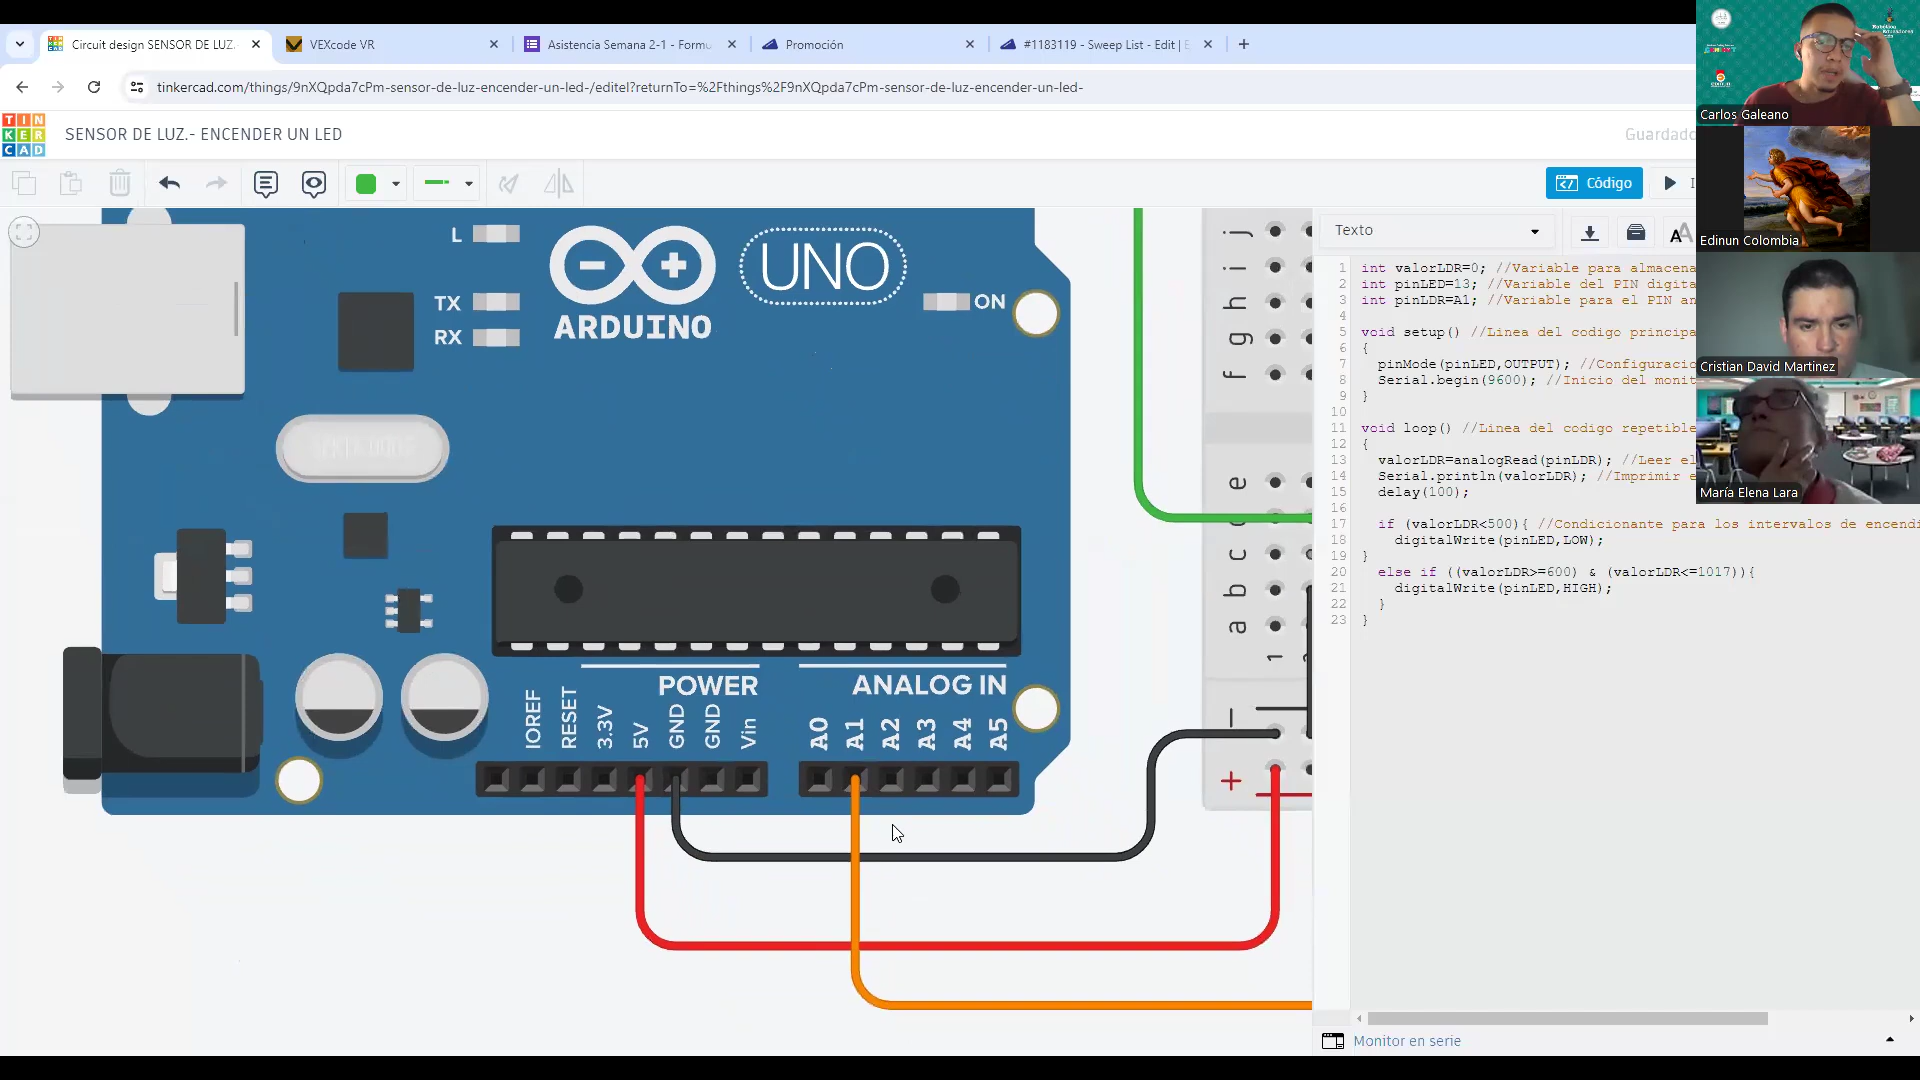 Circuit design SENSOR DE LUZ.
VEXcode VR
Asistencia Semana 2-1 - Formu
Promoción
#1183119 - Sweep List - Edit | E
tinkercad.com/things/9nXQpda7cPm-sensor-de-luz-encender-un-led-/editel?returnTo=%2Fthings%2F9nXQpda7cPm-sensor-de-luz-encender-un-led-
TIN
KER
CAD
SENSOR DE LUZ.- ENCENDER UN LED
Guardado
Código
I
Texto
L
TX
RX
ARDUINO
UNO
ON
POWER
ANALOG IN
IOREF
RESET
3.3V
5V
GND
GND
Vin
A0
A1
A2
A3
A4
A5
j
i
h
g
f
e
c
b
a
1
1 int valorLDR=0; //Variable para almacena
2 int pinLED=13; //Variable del PIN digita
3 int pinLDR=A1; //Variable para el PIN an
4
5 void setup() //Linea del codigo principa
6 {
7 pinMode(pinLED,OUTPUT); //Configuracio
8 Serial.begin(9600); //Inicio del monit
9 }
10
11 void loop() //Linea del codigo repetible
12 {
13 valorLDR=analogRead(pinLDR); //Leer el
14 Serial.println(valorLDR); //Imprimir e
15 delay(100);
16
17 if (valorLDR<500){ //Condicionante para los intervalos de encendi
18 digitalWrite(pinLED,LOW);
19 }
20 else if ((valorLDR>=600) & (valorLDR<=1017)){
21 digitalWrite(pinLED,HIGH);
22 }
23 }
Monitor en serie
Carlos Galeano
Edinun Colombia
Cristian David Martinez
María Elena Lara